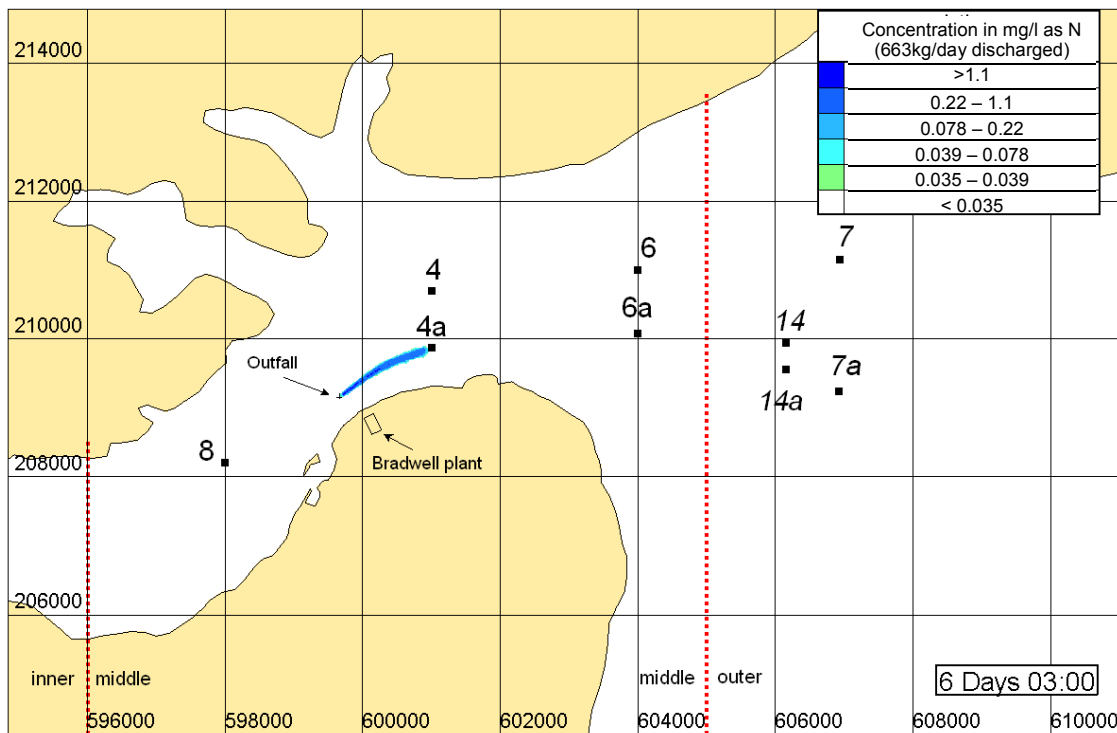 Concentration in mg/l as N
(663kg/day discharged)
>1.1
0.22 – 1.1
0.078 – 0.22
0.039 – 0.078
0.035 – 0.039
< 0.035
214000
212000
210000
208000
206000
4
4a
6
6a
7
14
7a
14a
8
Outfall
Bradwell plant
inner
middle
middle
outer
6 Days 03:00
596000
598000
600000
602000
604000
606000
608000
610000